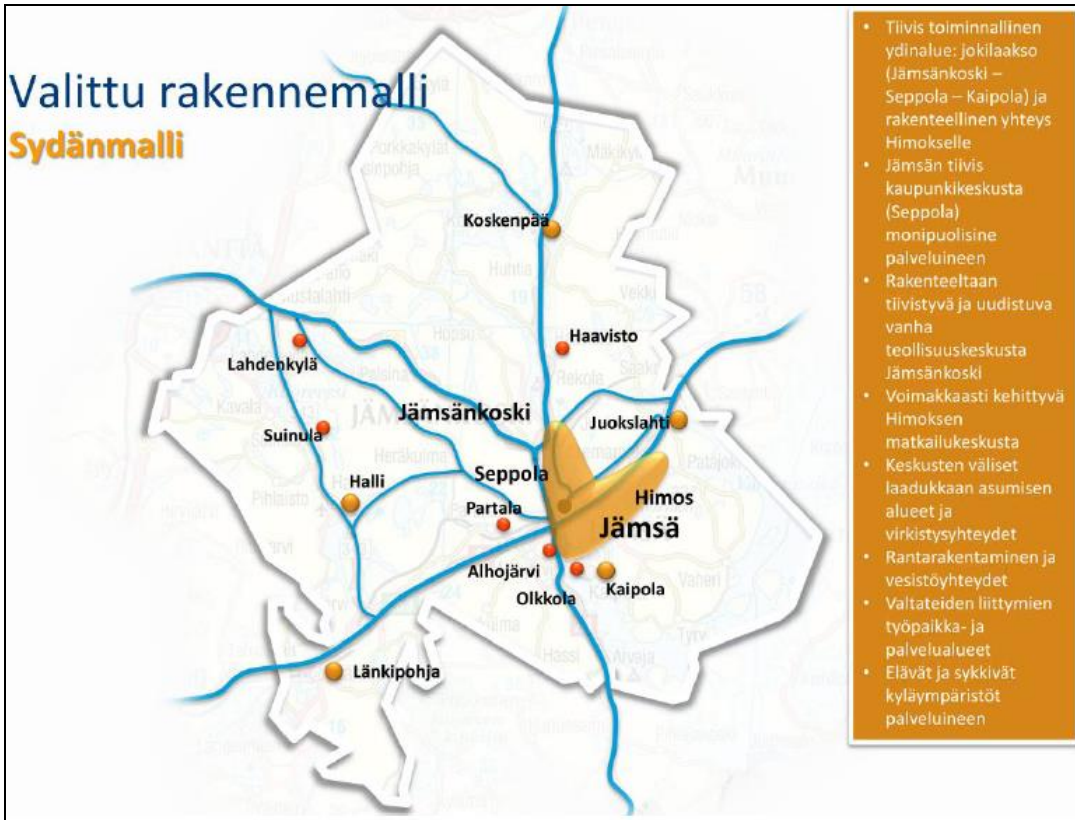 Valittu rakennemalli
Sydänmalli
Koskenpää
Haavisto
Lahdenkylä
Jämsänkoski
Juokslahti
Suinula
Seppola
Halli
Himos
Partala
Jämsä
Alhojärvi
Olkkola
Kaipola
Länkipohja
• Tiivis toiminnallinen
ydinalue: jokilaakso
(Jämsänkoski –
Seppola – Kaipola) ja
rakenteellinen yhteys
Himokselle
• Jämsän tiivis
kaupunkikeskusta
(Seppola)
monipuolisine
palveluineen
• Rakenteeltaan
tiivistyvä ja uudistuva
vanha
teollisuuskeskusta
Jämsänkoski
• Voimakkaasti kehittyvä
Himoksen
matkailukeskusta
• Keskusten väliset
laadukkaan asumisen
alueet ja
virkistysyhteydet
• Rantarakentaminen ja
vesistöyhteydet
• Valtateiden liittymien
työpaikka- ja
palvelualueet
• Elävät ja sykkivät
kyläympäristöt
palveluineen